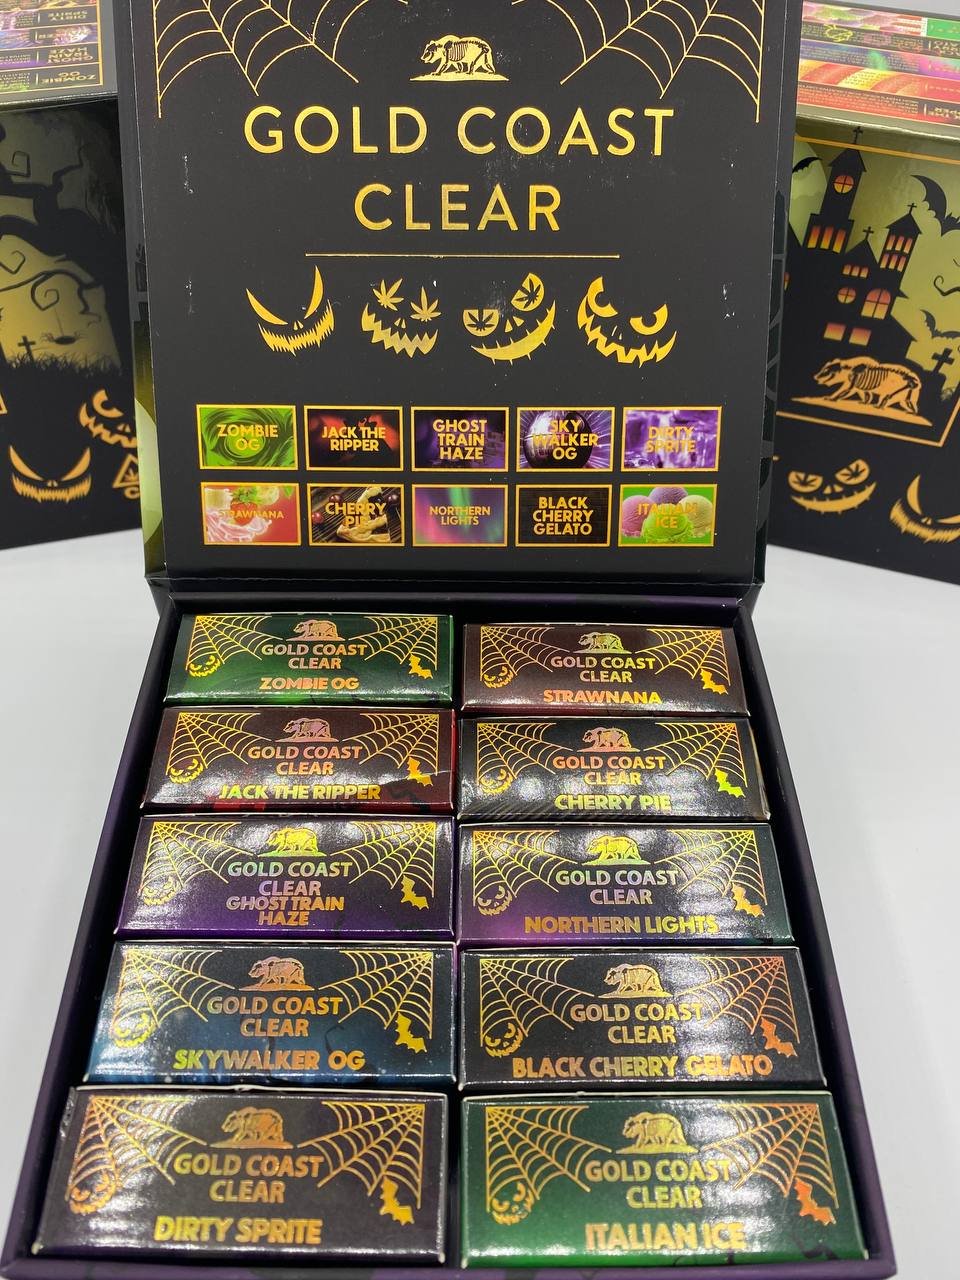 GOLD COAST
CLEAR
ZOMBIE
OG
JACK THE
RIPPER
GHOST
TRAIN
HAZE
SKY
WALKER
OG
DIRTY
SPRITE
STRAWNANA
CHERRY
PIE
NORTHERN
LIGHTS
BLACK
CHERRY
GELATO
ITALIAN
ICE
GOLD COAST
CLEAR
ZOMBIE OG
GOLD COAST
CLEAR
STRAWNANA
GOLD COAST
CLEAR
JACK THE RIPPER
GOLD COAST
CLEAR
CHERRY PIE
GOLD COAST
CLEAR
GHOST TRAIN
HAZE
GOLD COAST
CLEAR
NORTHERN LIGHTS
GOLD COAST
CLEAR
SKYWALKER OG
GOLD COAST
CLEAR
BLACK CHERRY GELATO
GOLD COAST
CLEAR
DIRTY SPRITE
GOLD COAST
CLEAR
ITALIAN ICE